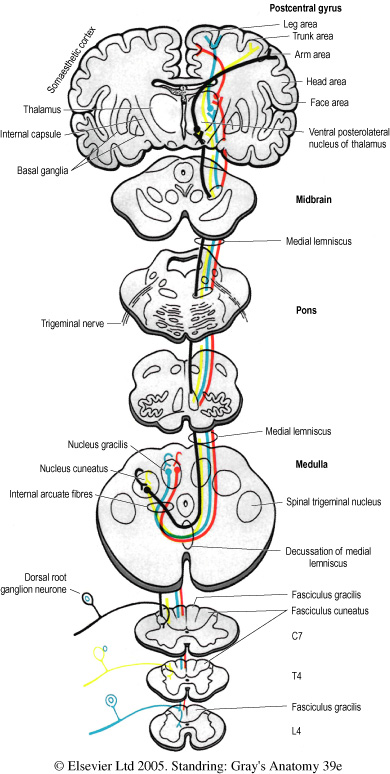 Postcentral gyrus
Leg area
Trunk area
Arm area
Somaesthetic cortex
Head area
Face area
Thalamus
Internal capsule
Ventral posterolateral
nucleus of thalamus
Basal ganglia
Midbrain
Medial lemniscus
Pons
Trigeminal nerve
Medial lemniscus
Nucleus gracilis
Medulla
Nucleus cuneatus
Internal arcuate fibres
Spinal trigeminal nucleus
Decussation of medial
lemniscus
Dorsal root
ganglion neurone
Fasciculus gracilis
Fasciculus cuneatus
C7
T4
Fasciculus gracilis
L4
© Elsevier Ltd 2005. Standring: Gray's Anatomy 39e